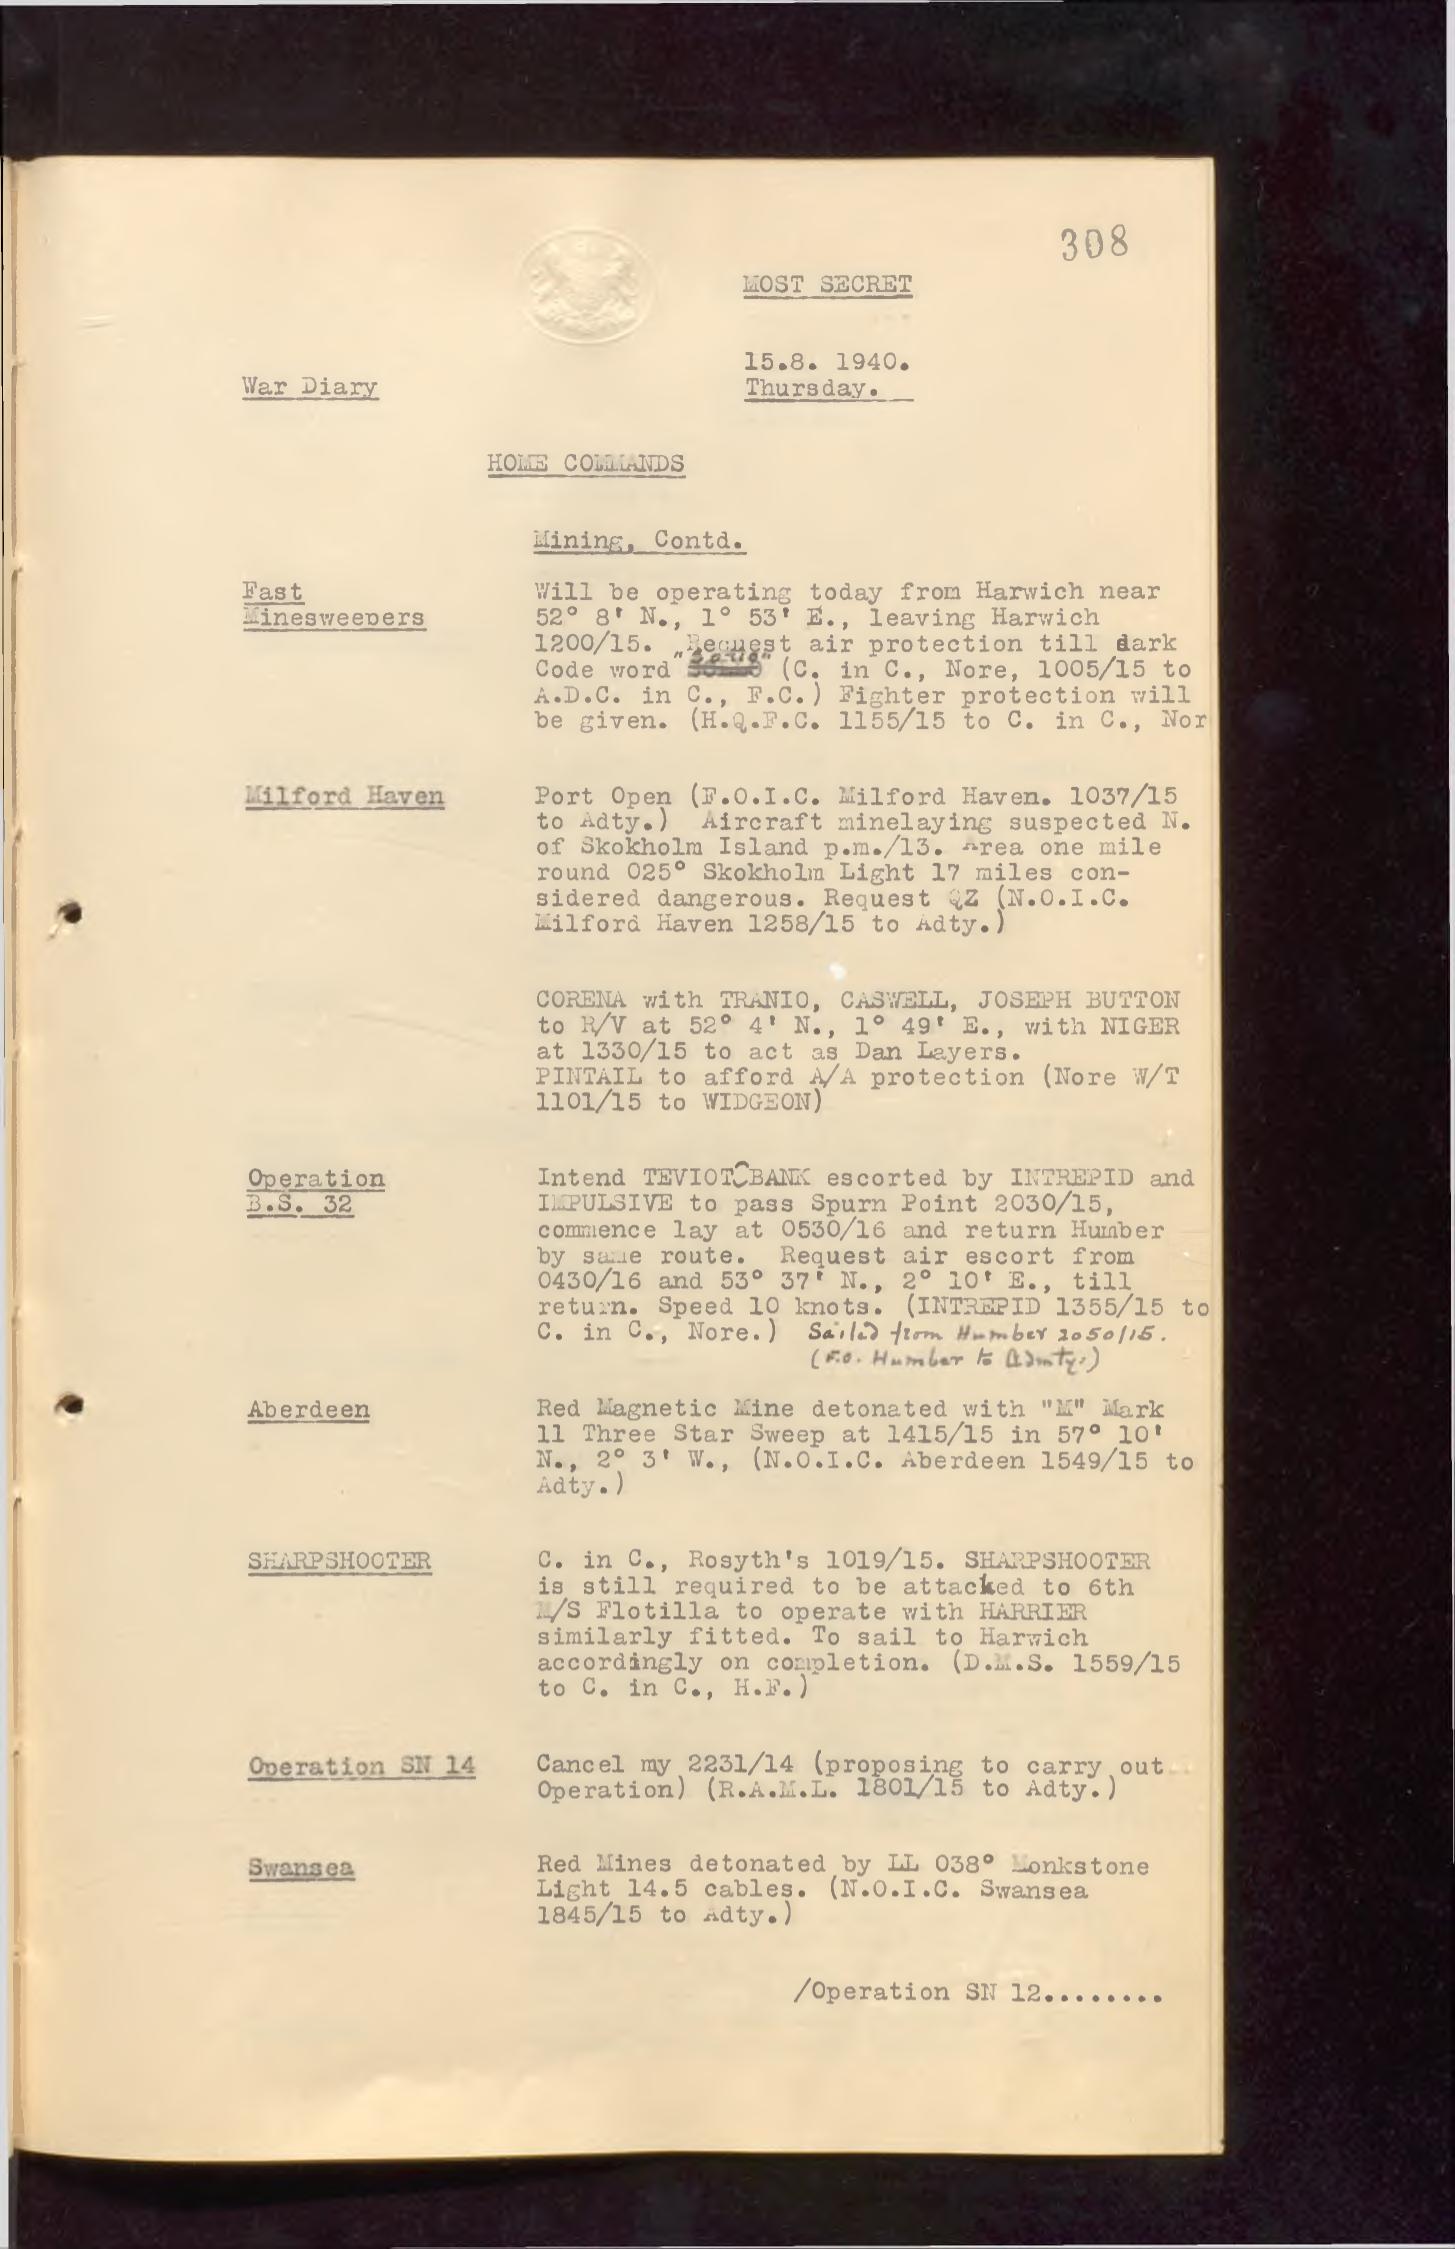 308
MOST SECRET
15.8. 1940.
War Diary
Thursday.
HOME COMMANDS
Mining, Contd.
Fast
Minesweepers
Will be operating today from Harwich near
52° 8' N., 1° 53' E., leaving Harwich
1200/15. Request air protection till dark
Code word (C. in C., Nore, 1005/15 to
A.D.C. in C., F.C.) Fighter protection will
be given. (H.Q.F.C. 1155/15 to C. in C., Nor
Milford Haven
Port Open (F.O.I.C. Milford Haven. 1037/15
to Adty.) Aircraft minelaying suspected N.
of Skokholm Island p.m./13. Area one mile
round 025° Skokholm Light 17 miles con-
sidered dangerous. Request QZ (N.O.I.C.
Milford Haven 1258/15 to Adty.)
CORENA with TRANIO, CASWELL, JOSEPH BUTTON
to R/V at 52° 4' N., 1° 49' E., with NIGER
at 1330/15 to act as Dan Layers.
PINTAIL to afford A/A protection (Nore W/T
1101/15 to WIDGEON)
Operation
B.S. 32
Intend TEVIOTBANK escorted by INTREPID and
IMPULSIVE to pass Spurn Point 2030/15,
commence lay at 0530/16 and return Humber
by same route. Request air escort from
0430/16 and 53° 37' N., 2° 10' E., till
return. Speed 10 knots. (INTREPID 1355/15 to
C. in C., Nore.) Sailed from Humber 2050/15.
(F.O. Humber to Admty.)
Aberdeen
Red Magnetic Mine detonated with "M" Mark
11 Three Star Sweep at 1415/15 in 57° 10'
N., 2° 3' W., (N.O.I.C. Aberdeen 1549/15 to
Adty.)
SHARPSHOOTER
C. in C., Rosyth's 1019/15. SHARPSHOOTER
is still required to be attacked to 6th
M/S Flotilla to operate with HARRIER
similarly fitted. To sail to Harwich
accordingly on completion. (D.M.S. 1559/15
to C. in C., H.F.)
Operation SN 14
Cancel my 2231/14 (proposing to carry out
Operation) (R.A.M.L. 1801/15 to Adty.)
Swansea
Red Mines detonated by LL 038° Monkstone
Light 14.5 cables. (N.O.I.C. Swansea
1845/15 to Adty.)
/Operation SN 12........